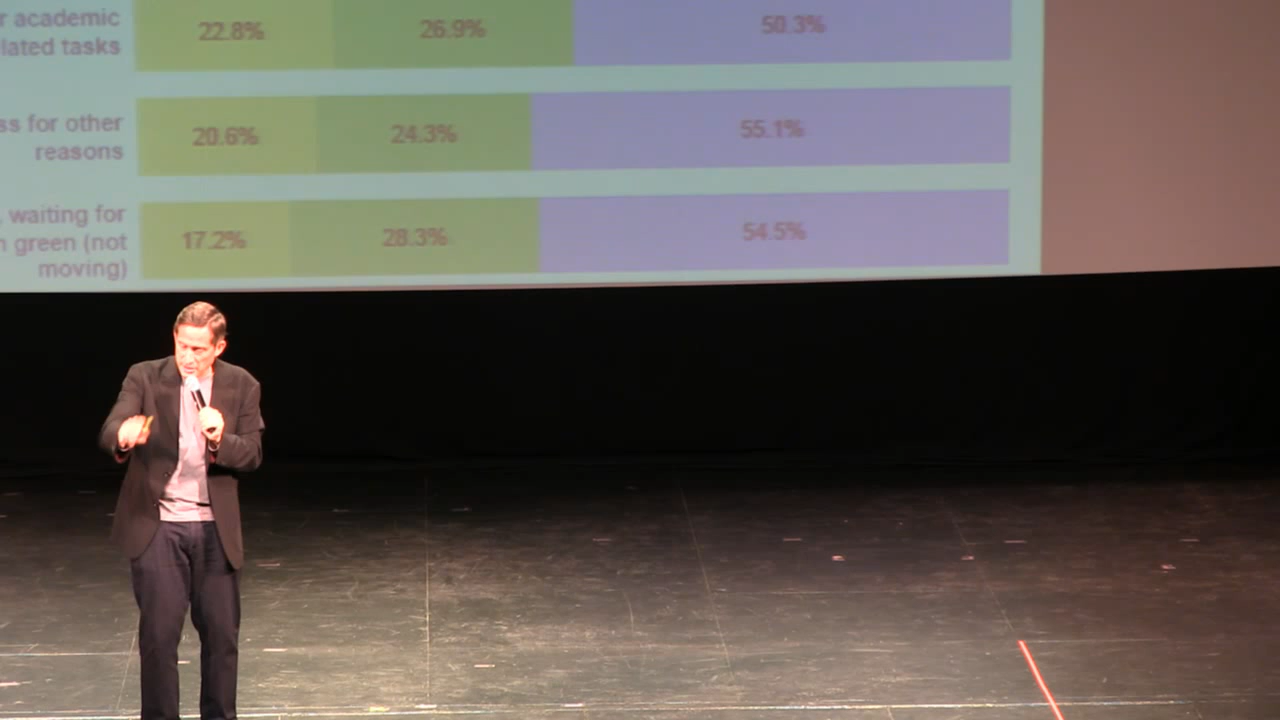 r academic
lated tasks
22.8% 26.9% 50.3%
ss for other
reasons
20.6% 24.3% 55.1%
waiting for
n green (not
moving)
17.2% 28.3% 54.5%